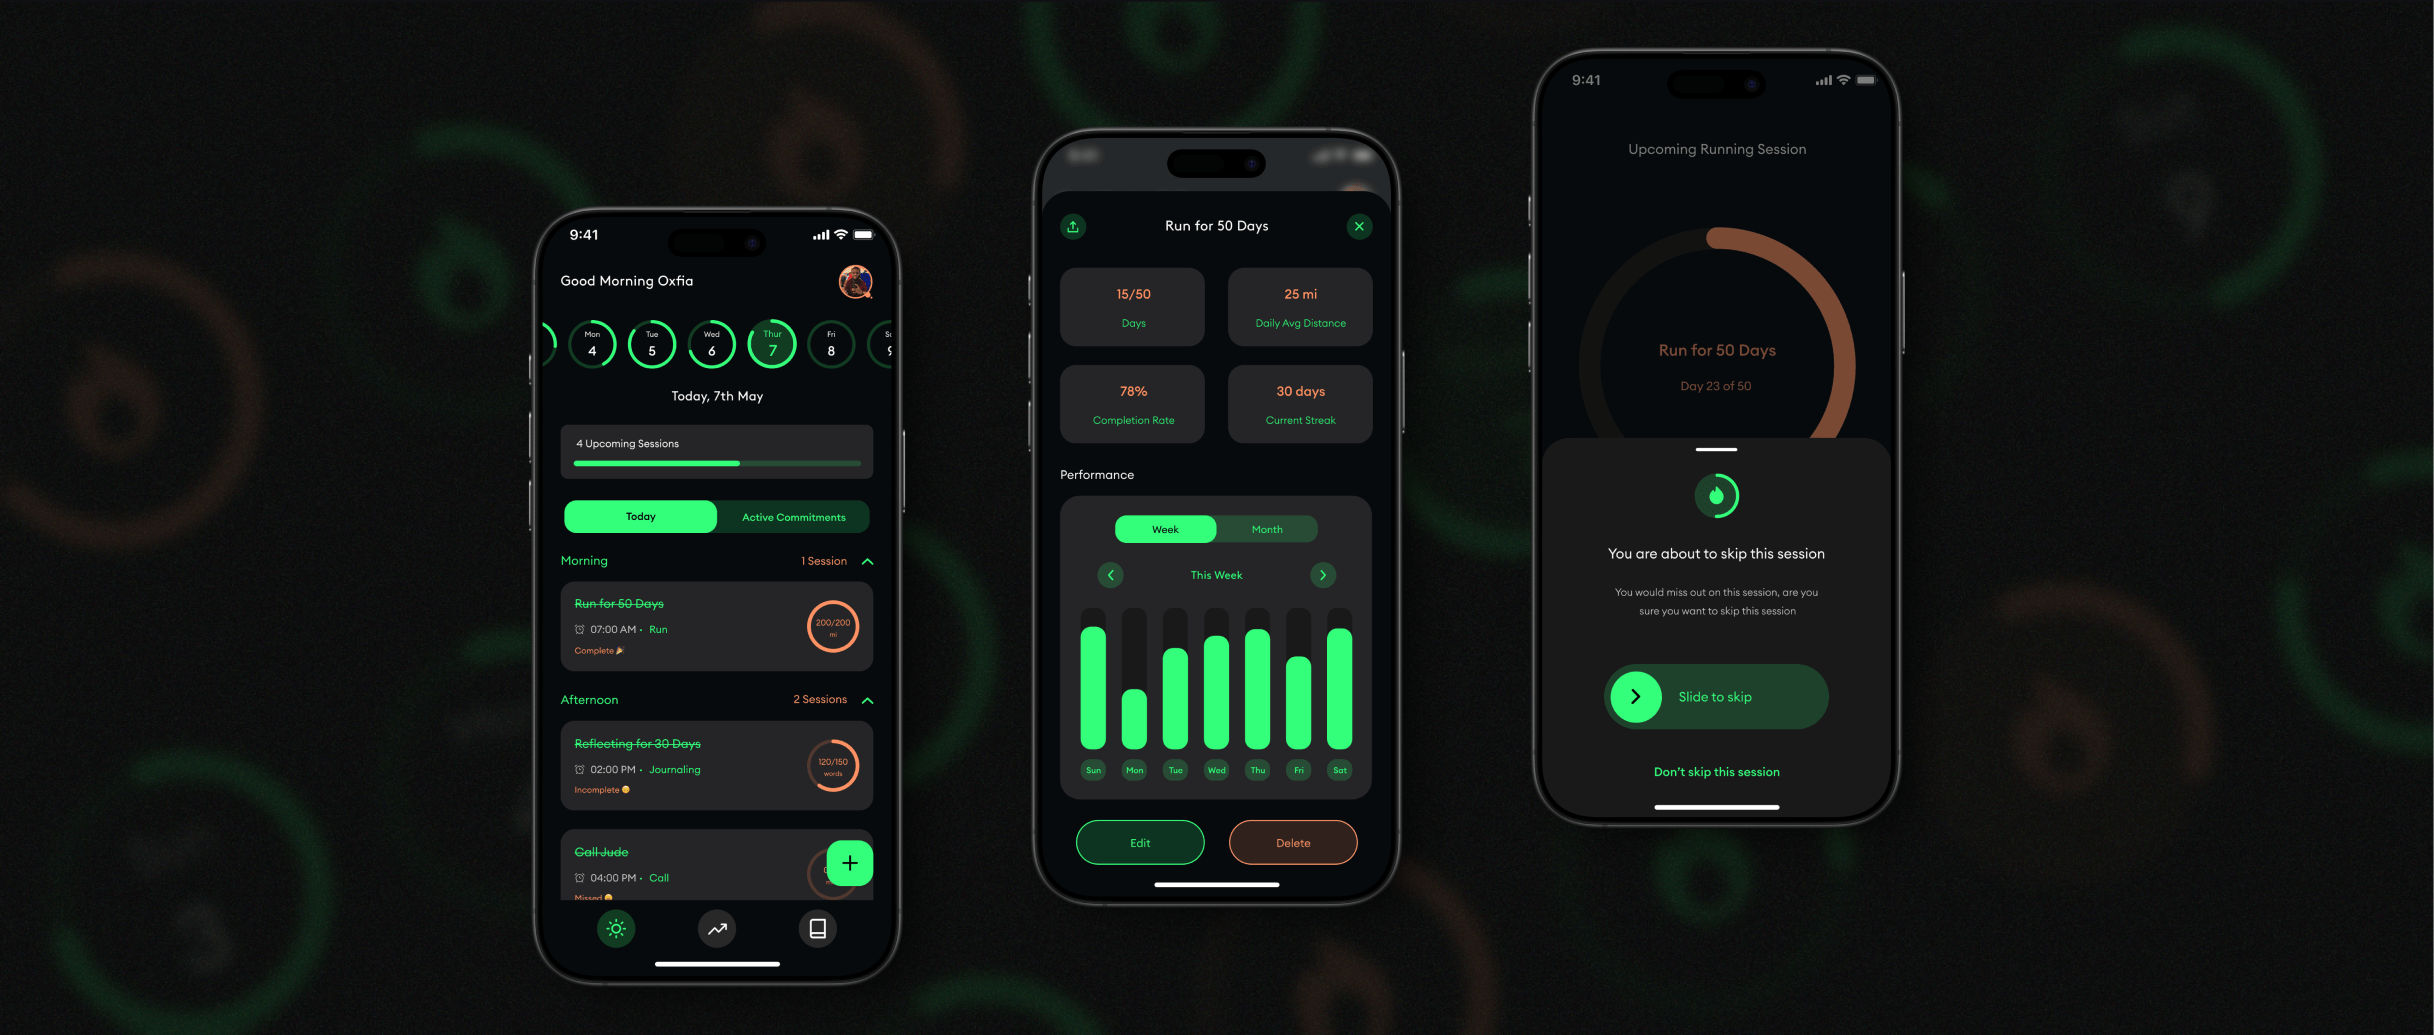 9:41
Good Morning Oxfia
Mon
4
Tue
5
Wed
6
Thur
7
Fri
8
9
Today, 7th May
4 Upcoming Sessions
Today
Active Commitments
Morning
1 Session
Run for 50 Days
07:00 AM • Run
Complete 🎉
200/200
mi
Afternoon
2 Sessions
Reflecting for 30 Days
02:00 PM • Journaling
Incomplete
120/150
words
Call Jude
04:00 PM • Call
Missed
Run for 50 Days
15/50
Days
25 mi
Daily Avg Distance
78%
Completion Rate
30 days
Current Streak
Performance
Week
Month
This Week
Sun
Mon
Tue
Wed
Thu
Fri
Sat
Edit
Delete
9:41
Upcoming Running Session
Run for 50 Days
Day 23 of 50
You are about to skip this session
You would miss out on this session, are you
sure you want to skip this session
Slide to skip
Don't skip this session